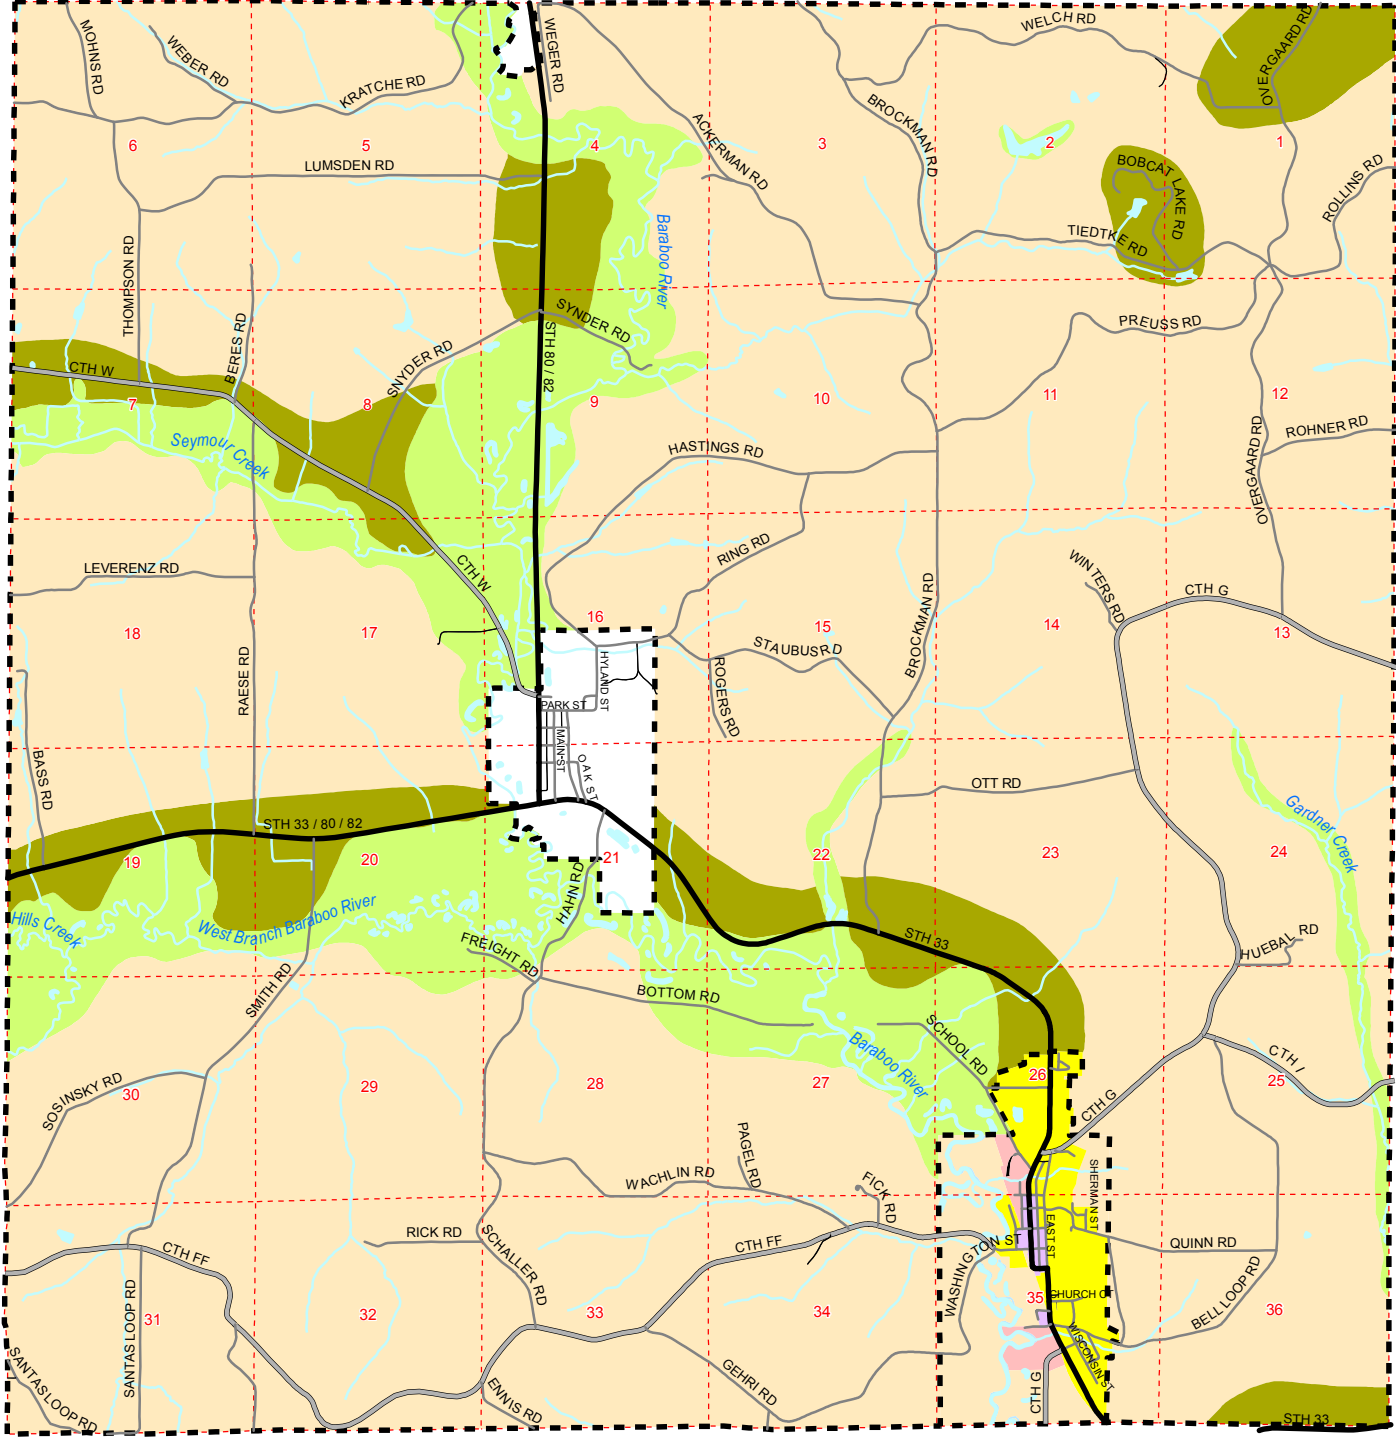 MOHNS RD
WEBER RD
KRATCHE RD
WEGER RD
WELCH RD
OVERGAARD RD
ACKERMAN RD
BROCKMAN RD
6
5
4
3
2
1
LUMSDEN RD
BOBCAT LAKE RD
ROLLINS RD
TIEDTKE RD
THOMPSON RD
Baraboo River
BERES RD
SNYDER RD
SYNDER RD
STH 80 / 82
PREUSS RD
CTH W
7
8
9
10
11
12
Seymour Creek
HASTINGS RD
OVERGAARD RD
ROHNER RD
RING RD
CTH W
LEVERENZ RD
WINTERS RD
CTH G
BROCKMAN RD
18
17
16
15
14
13
RAESE RD
HYLAND ST
STAUBUS RD
ROGERS RD
PARK ST
MAIN ST
OAK ST
BASS RD
OTT RD
Gardner Creek
STH 33 / 80 / 82
19
20
21
22
23
24
HAHN RD
Hills Creek
West Branch Baraboo River
FREIGHT RD
STH 33
HUEBAL RD
SMITH RD
BOTTOM RD
SCHOOL RD
Baraboo River
CTH I
SOSINSKY RD
30
29
28
27
26
25
CTH G
PAGEL RD
WACHLIN RD
FICK RD
SHERMAN ST
RICK RD
SCHALLER RD
CTH FF
CTH FF
EAST ST
WASHINGTON ST
QUINN RD
BELL LOOP RD
SANTAS LOOP RD
31
32
33
34
35
36
CHURCH CT
WISCONSIN ST
SANTAS LOOP RD
ENNIS RD
GEHRI RD
CTH G
STH 33